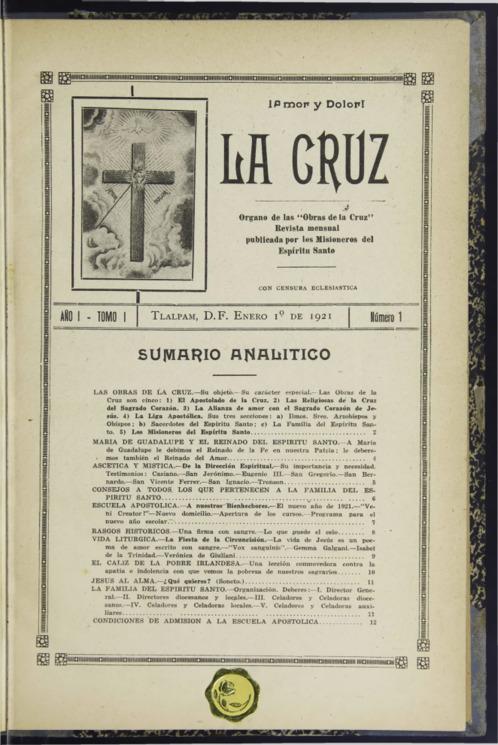 ¡Amor y Dolor!
LA CRUZ
Organo de las "Obras de la Cruz"
Revista mensual
publicada por los Misioneros del
Espíritu Santo
CON CENSURA ECLESIASTICA
AÑO I - TOMO I
TLALPAM, D.F. ENERO 1º DE 1921
Número 1
SUMARIO ANALITICO
LAS OBRAS DE LA CRUZ.—Su objeto.—Su carácter especial.—Las Obras de la
Cruz son cinco: 1) El Apostolado de la Cruz, 2) Las Religiosas de la Cruz
del Sagrado Corazón. 3) La Alianza de amor con el Sagrado Corazón de Je-
sús. 4) La Liga Apostólica. Sus tres secciones: a) Ilmos. Sres. Arzobispos y
Obispos; b) Sacerdotes del Espíritu Santo; c) La Familia del Espíritu San-
to. 5) Los Misioneros del Espíritu Santo. 2
MARIA DE GUADALUPE Y EL REINADO DEL ESPIRITU SANTO.—A María
de Guadalupe le debimos el Reinado de la Fe en nuestra Patria; le debere-
mos también el Reinado del Amor. 4
ASCETICA Y MISTICA.—De la Dirección Espiritual.—Su importancia y necesidad.
Testimonios: Casiano.—San Jerónimo.—Eugenio III.—San Gregorio.—San Ber-
nardo.—San Vicente Ferrer.—San Ignacio.—Tronson. 5
CONSEJOS A TODOS LOS QUE PERTENECEN A LA FAMILIA DEL ES-
PIRITU SANTO. 6
ESCUELA APOSTOLICA.—A nuestros Bienhechores.—El nuevo año de 1921.—"Ve-
ni Creator!"—Nuevo domicilio.—Apertura de los cursos.—Programa para el
nuevo año escolar. 7
RASGOS HISTORICOS.—Una firma con sangre.—Lo que puede el celo. 8
VIDA LITURGICA.—La Fiesta de la Circuncisión.—La vida de Jesús es un poe-
ma de amor escrito con sangre.—"Vox sanguinis".—Gemma Galgani.—Isabel
de la Trinidad.—Verónica de Giuliani. 9
EL CALIZ DE LA POBRE IRLANDESA.—Una lección conmovedora contra la
apatía e indolencia con que vemos la pobreza de nuestros sagrarios. 10
JESUS AL ALMA.—¿Qué quieres? (Soneto.) 11
LA FAMILIA DEL ESPIRITU SANTO.—Organización. Deberes:—I. Director Gene-
ral.—II. Directores diocesanos y locales.—III. Celadores y Celadoras dioce-
sanos.—IV. Celadores y Celadoras locales.—V. Celadores y Celadoras auxi-
liares. 12
CONDICIONES DE ADMISION A LA ESCUELA APOSTOLICA. 12